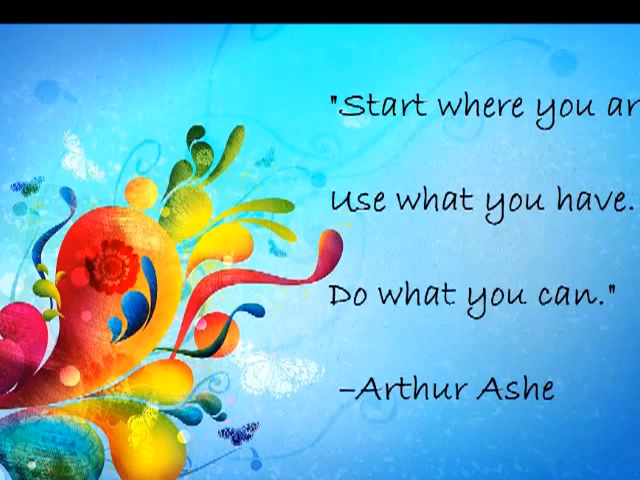 "Start where you ar
Use what you have.
Do what you can."
–Arthur Ashe